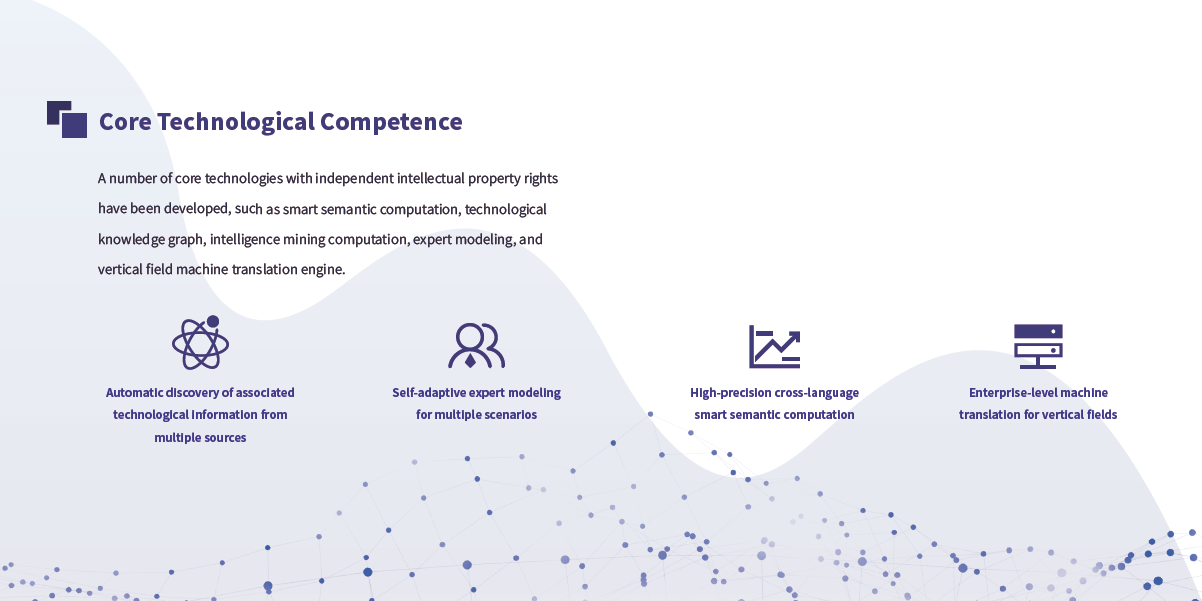 Core Technological Competence
A number of core technologies with independent intellectual property rights
have been developed, such as smart semantic computation, technological
knowledge graph, intelligence mining computation, expert modeling, and
vertical field machine translation engine.
Automatic discovery of associated
technological information from
multiple sources
Self-adaptive expert modeling
for multiple scenarios
High-precision cross-language
smart semantic computation
Enterprise-level machine
translation for vertical fields